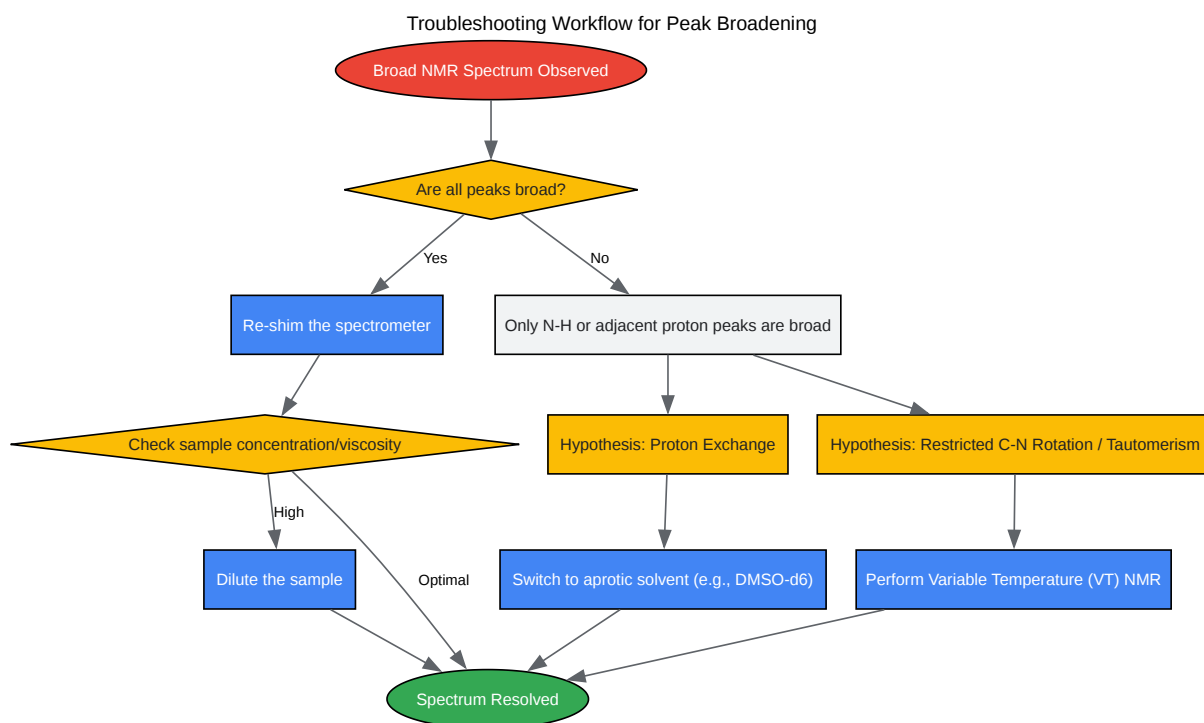 Troubleshooting Workflow for Peak Broadening
Broad NMR Spectrum Observed
Are all peaks broad?
Yes
No
Re-shim the spectrometer
Only N-H or adjacent proton peaks are broad
Check sample concentration/viscosity
Hypothesis: Proton Exchange
Hypothesis: Restricted C-N Rotation / Tautomerism
High
Dilute the sample
Optimal
Switch to aprotic solvent (e.g., DMSO-d6)
Perform Variable Temperature (VT) NMR
Spectrum Resolved